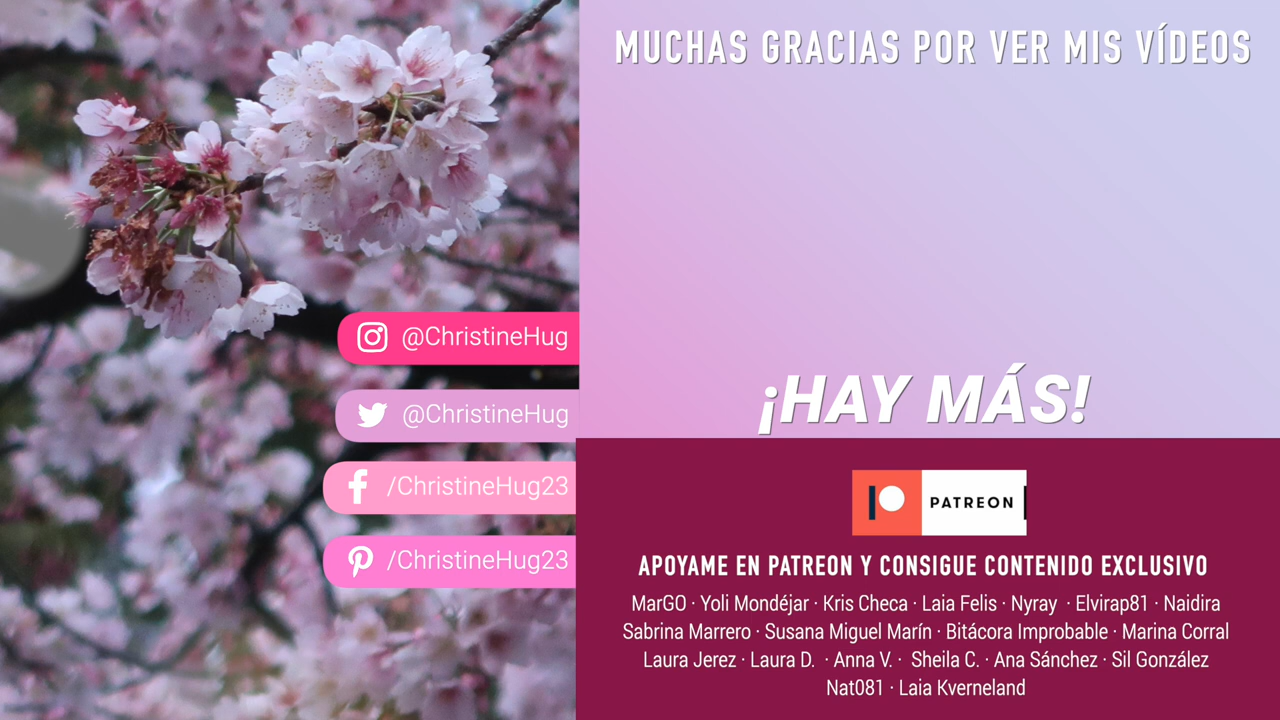 MUCHAS GRACIAS POR VER MIS VÍDEOS
@ChristineHug
@ChristineHug
/ChristineHug23
/ChristineHug23
¡HAY MÁS!
PATREON
APOYAME EN PATREON Y CONSIGUE CONTENIDO EXCLUSIVO
MarGO · Yoli Mondéjar · Kris Checa · Laia Felis · Nyray · Elvirap81 · Naidira
Sabrina Marrero · Susana Miguel Marín · Bitácora Improbable · Marina Corral
Laura Jerez · Laura D. · Anna V. · Sheila C. · Ana Sánchez · Sil González
Nat081 · Laia Kverneland